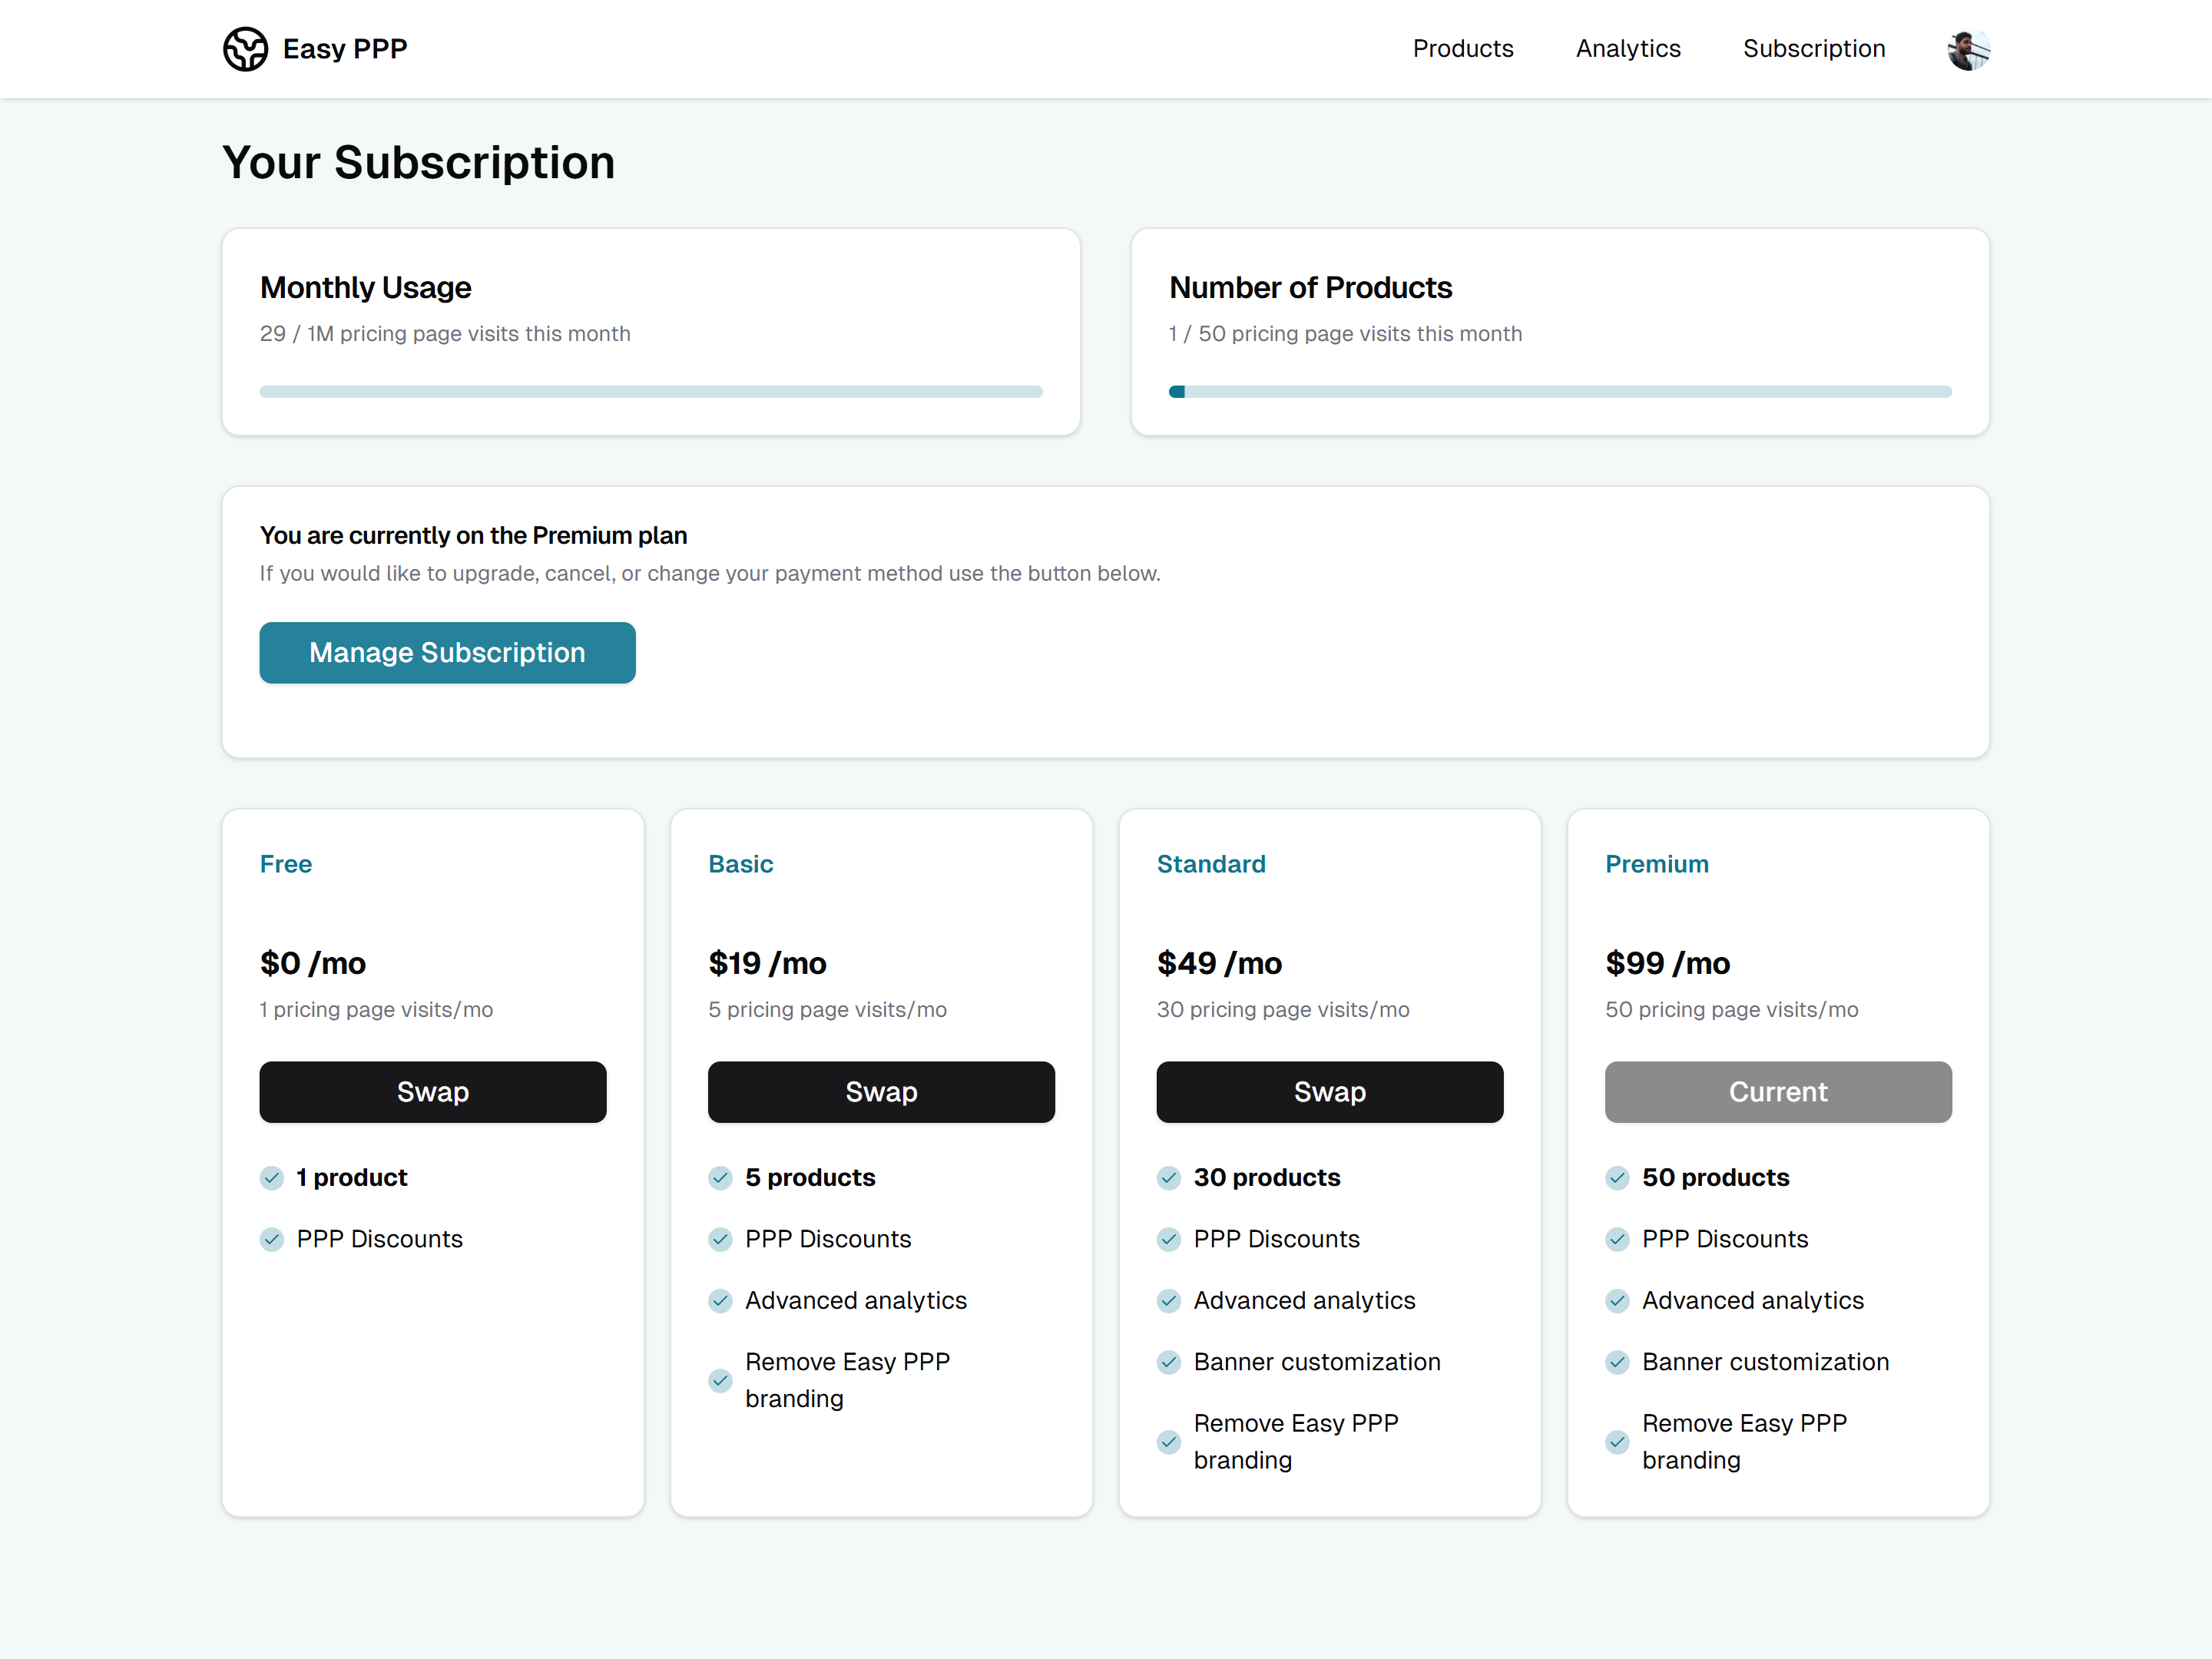 Easy PPP
Products
Analytics
Subscription
Your Subscription
Monthly Usage
29 / 1M pricing page visits this month
Number of Products
1 / 50 pricing page visits this month
You are currently on the Premium plan
If you would like to upgrade, cancel, or change your payment method use the button below.
Manage Subscription
Free
$0 /mo
1 pricing page visits/mo
Swap
1 product
PPP Discounts
Basic
$19 /mo
5 pricing page visits/mo
Swap
5 products
PPP Discounts
Advanced analytics
Remove Easy PPP
branding
Standard
$49 /mo
30 pricing page visits/mo
Swap
30 products
PPP Discounts
Advanced analytics
Banner customization
Remove Easy PPP
branding
Premium
$99 /mo
50 pricing page visits/mo
Current
50 products
PPP Discounts
Advanced analytics
Banner customization
Remove Easy PPP
branding